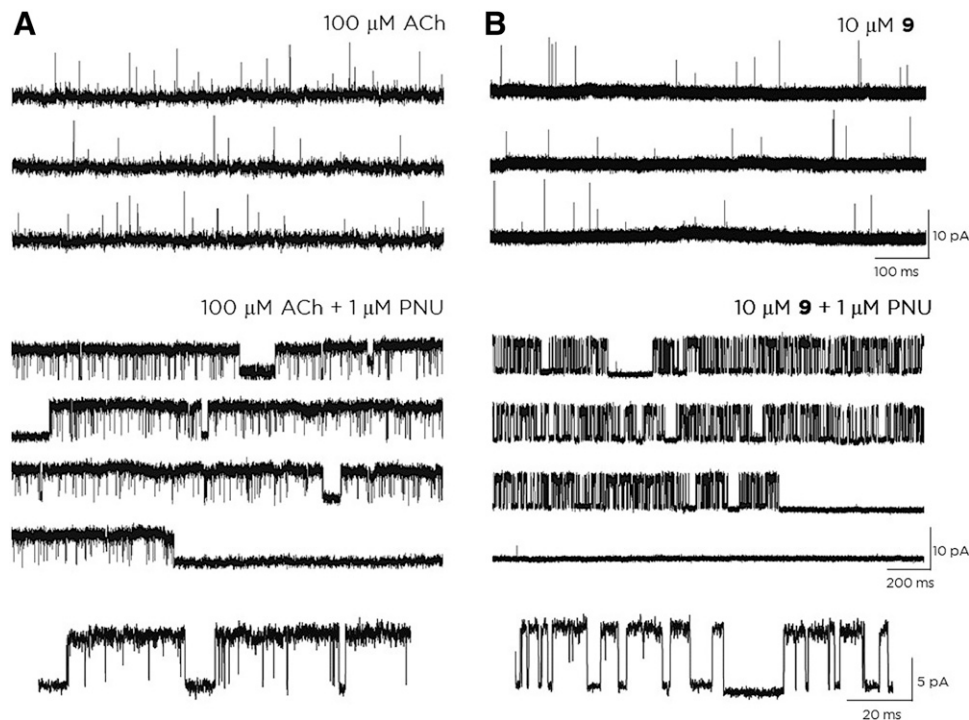 A
100 μM ACh
B
10 μM 9
10 pA
100 ms
100 μM ACh + 1 μM PNU
10 μM 9 + 1 μM PNU
10 pA
200 ms
5 pA
20 ms